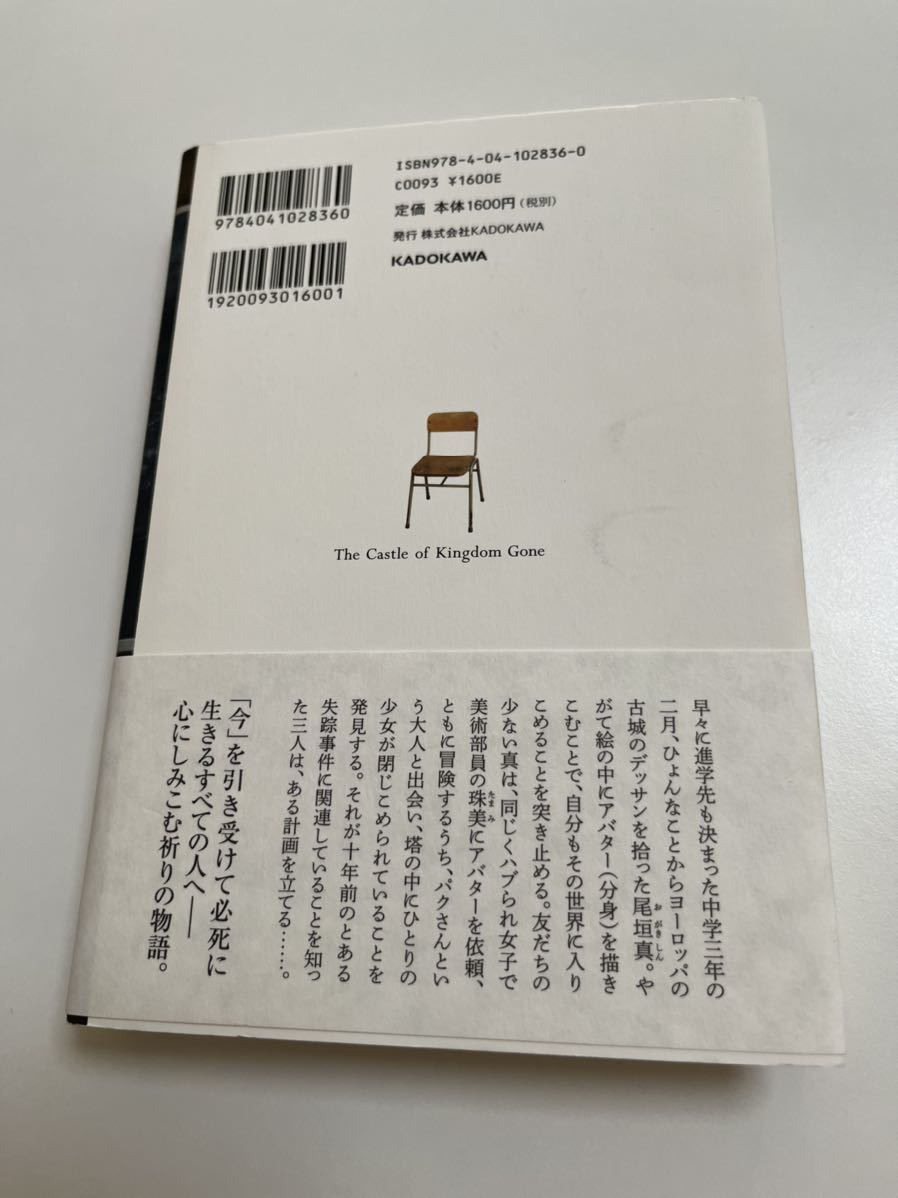 ISBN978-4-04-102836-0
C0093 ¥1600E
定価 本体1600円(税別)
発行 株式会社KADOKAWA
KADOKAWA
9784041028360
1920093016001
The Castle of Kingdom Gone
早々に進学先も決まった中学三年の
二月、ひょんなことからヨーロッパの
古城のデッサンを拾った尾垣真。や
おがきしん
がて絵の中にアバター(分身)を描き
こむことで、自分もその世界に入り
こめることを突き止める。友だちの
少ない真は、同じくハブられ女子で
美術部員の珠美にアバターを依頼、
たまみ
ともに冒険するうち、パクさんとい
う大人と出会い、塔の中にひとりの
少女が閉じこめられていることを
発見する。それが十年前のとある
失踪事件に関連していることを知っ
た三人は、ある計画を立てる……。
「今」を引き受けて必死に
生きるすべての人へ――
心にしみこむ祈りの物語。